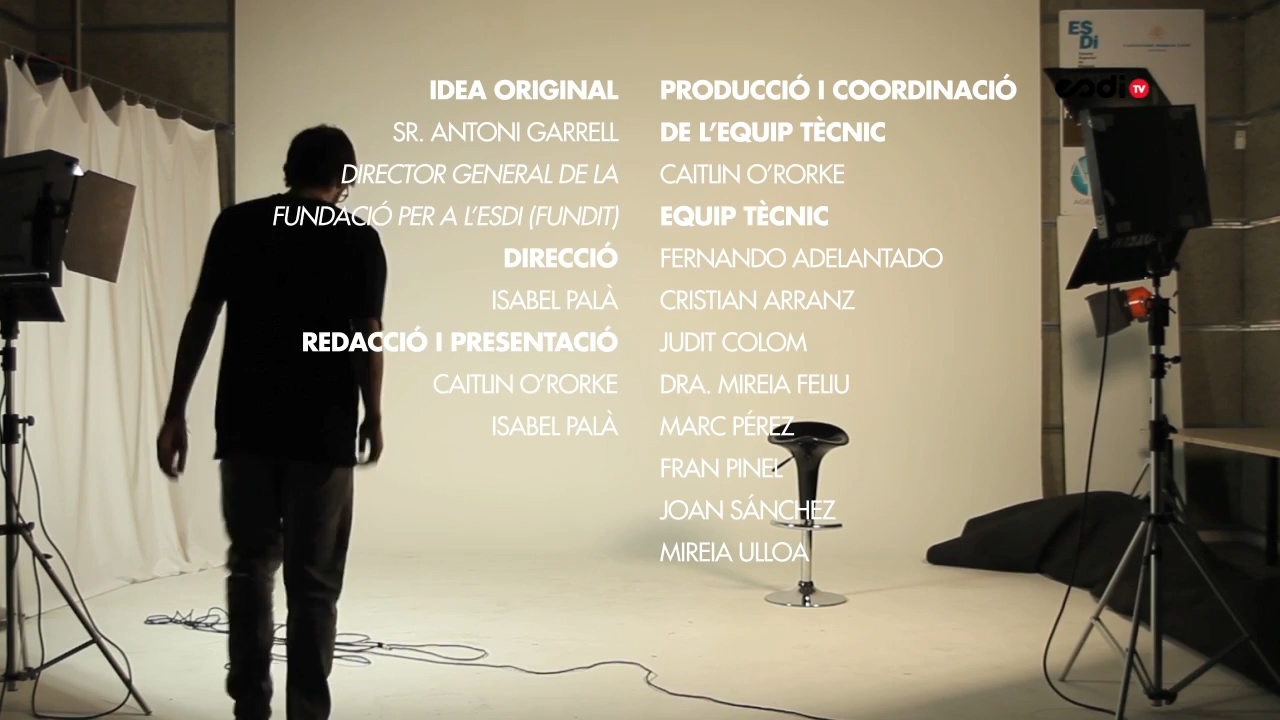 IDEA ORIGINAL
SR. ANTONI GARRELL
DIRECTOR GENERAL DE LA
FUNDACIÓ PER A L'ESDI (FUNDIT)
DIRECCIÓ
ISABEL PALÀ
REDACCIÓ I PRESENTACIÓ
CAITLIN O'RORKE
ISABEL PALÀ
PRODUCCIÓ I COORDINACIÓ
DE L'EQUIP TÈCNIC
CAITLIN O'RORKE
EQUIP TÈCNIC
FERNANDO ADELANTADO
CRISTIAN ARRANZ
JUDIT COLOM
DRA. MIREIA FELIU
MARC PÉREZ
FRAN PINEL
JOAN SÁNCHEZ
MIREIA ULLOA
ESDi
esdi TV